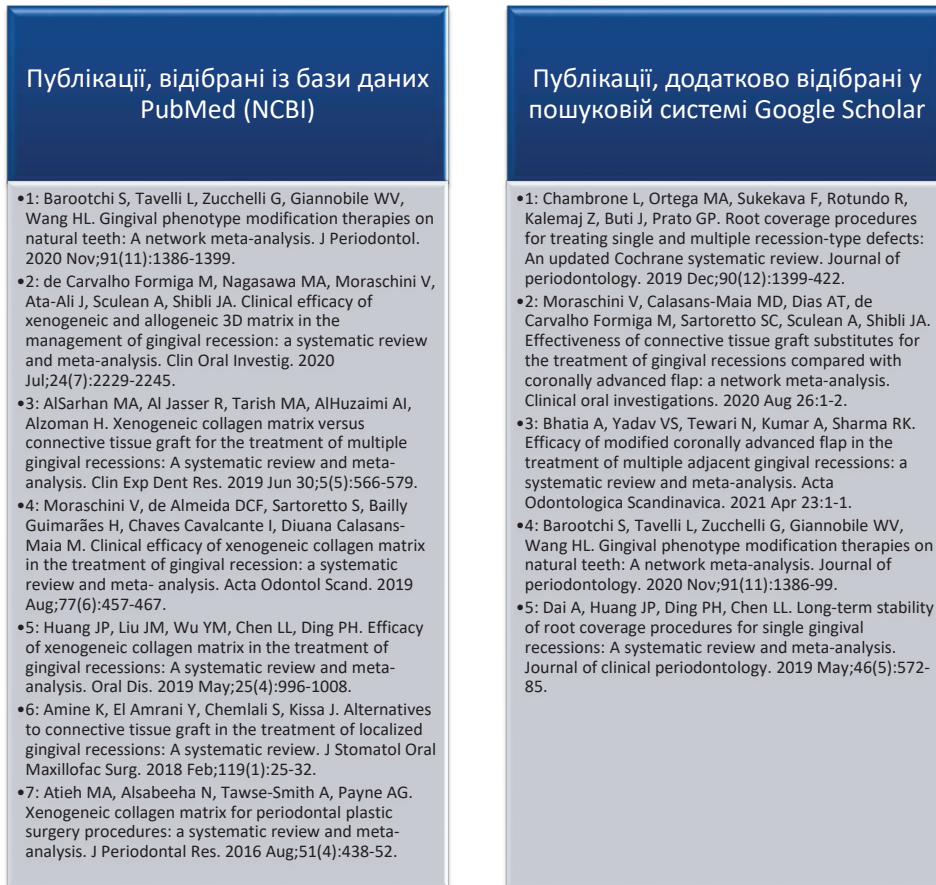 Публікації, відібрані із бази даних
PubMed (NCBI)
•1: Barootchi S, Tavelli L, Zucchelli G, Giannobile WV,
Wang HL. Gingival phenotype modification therapies on
natural teeth: A network meta-analysis. J Periodontol.
2020 Nov;91(11):1386-1399.
•2: de Carvalho Formiga M, Nagasawa MA, Moraschini V,
Ata-Ali J, Sculean A, Shibli JA. Clinical efficacy of
xenogeneic and allogeneic 3D matrix in the
management of gingival recession: a systematic review
and meta-analysis. Clin Oral Investig. 2020
Jul;24(7):2229-2245.
•3: AlSarhan MA, Al Jasser R, Tarish MA, AlHuzaimi AI,
Alzoman H. Xenogeneic collagen matrix versus
connective tissue graft for the treatment of multiple
gingival recessions: A systematic review and meta-
analysis. Clin Exp Dent Res. 2019 Jun 30;5(5):566-579.
•4: Moraschini V, de Almeida DCF, Sartoretto S, Bailly
Guimarães H, Chaves Cavalcante I, Diuana Calasans-
Maia M. Clinical efficacy of xenogeneic collagen matrix
in the treatment of gingival recession: a systematic
review and meta- analysis. Acta Odontol Scand. 2019
Aug;77(6):457-467.
•5: Huang JP, Liu JM, Wu YM, Chen LL, Ding PH. Efficacy
of xenogeneic collagen matrix in the treatment of
gingival recessions: A systematic review and meta-
analysis. Oral Dis. 2019 May;25(4):996-1008.
•6: Amine K, El Amrani Y, Chemlali S, Kissa J. Alternatives
to connective tissue graft in the treatment of localized
gingival recessions: A systematic review. J Stomatol Oral
Maxillofac Surg. 2018 Feb;119(1):25-32.
•7: Atieh MA, Alsabeeha N, Tawse-Smith A, Payne AG.
Xenogeneic collagen matrix for periodontal plastic
surgery procedures: a systematic review and meta-
analysis. J Periodontal Res. 2016 Aug;51(4):438-52.
Публікації, додатково відібрані у
пошуковій системі Google Scholar
•1: Chambrone L, Ortega MA, Sukekava F, Rotundo R,
Kalemaj Z, Buti J, Prato GP. Root coverage procedures
for treating single and multiple recession-type defects:
An updated Cochrane systematic review. Journal of
periodontology. 2019 Dec;90(12):1399-422.
•2: Moraschini V, Calasans-Maia MD, Dias AT, de
Carvalho Formiga M, Sartoretto SC, Sculean A, Shibli JA.
Effectiveness of connective tissue graft substitutes for
the treatment of gingival recessions compared with
coronally advanced flap: a network meta-analysis.
Clinical oral investigations. 2020 Aug 26:1-2.
•3: Bhatia A, Yadav VS, Tewari N, Kumar A, Sharma RK.
Efficacy of modified coronally advanced flap in the
treatment of multiple adjacent gingival recessions: a
systematic review and meta-analysis. Acta
Odontologica Scandinavica. 2021 Apr 23:1-1.
•4: Barootchi S, Tavelli L, Zucchelli G, Giannobile WV,
Wang HL. Gingival phenotype modification therapies on
natural teeth: A network meta-analysis. Journal of
periodontology. 2020 Nov;91(11):1386-99.
•5: Dai A, Huang JP, Ding PH, Chen LL. Long-term stability
of root coverage procedures for single gingival
recessions: A systematic review and meta-analysis.
Journal of clinical periodontology. 2019 May;46(5):572-
85.